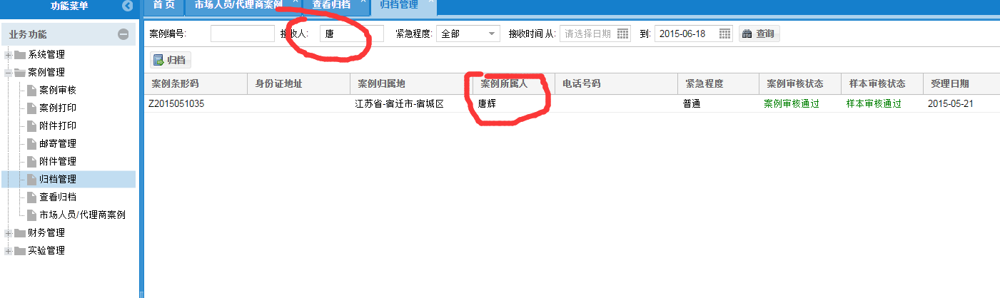 功能菜单
首 页 市场人员/代理商案例 查看归档 归档管理
业务功能
案例编号: 接收人: 唐 紧急程度: 全部 接收时间 从: 请选择日期 到: 2015-06-18 查询
系统管理
归档
案例管理
案例条形码 身份证地址 案例归属地 案例所属人 电话号码 紧急程度 案例审核状态 样本审核状态 受理日期
案例审核
Z2015051035 江苏省-宿迁市-宿城区 唐辉 普通 案例审核通过 样本审核通过 2015-05-21
案例打印
附件打印
邮寄管理
附件管理
归档管理
查看归档
市场人员/代理商案例
财务管理
实验管理